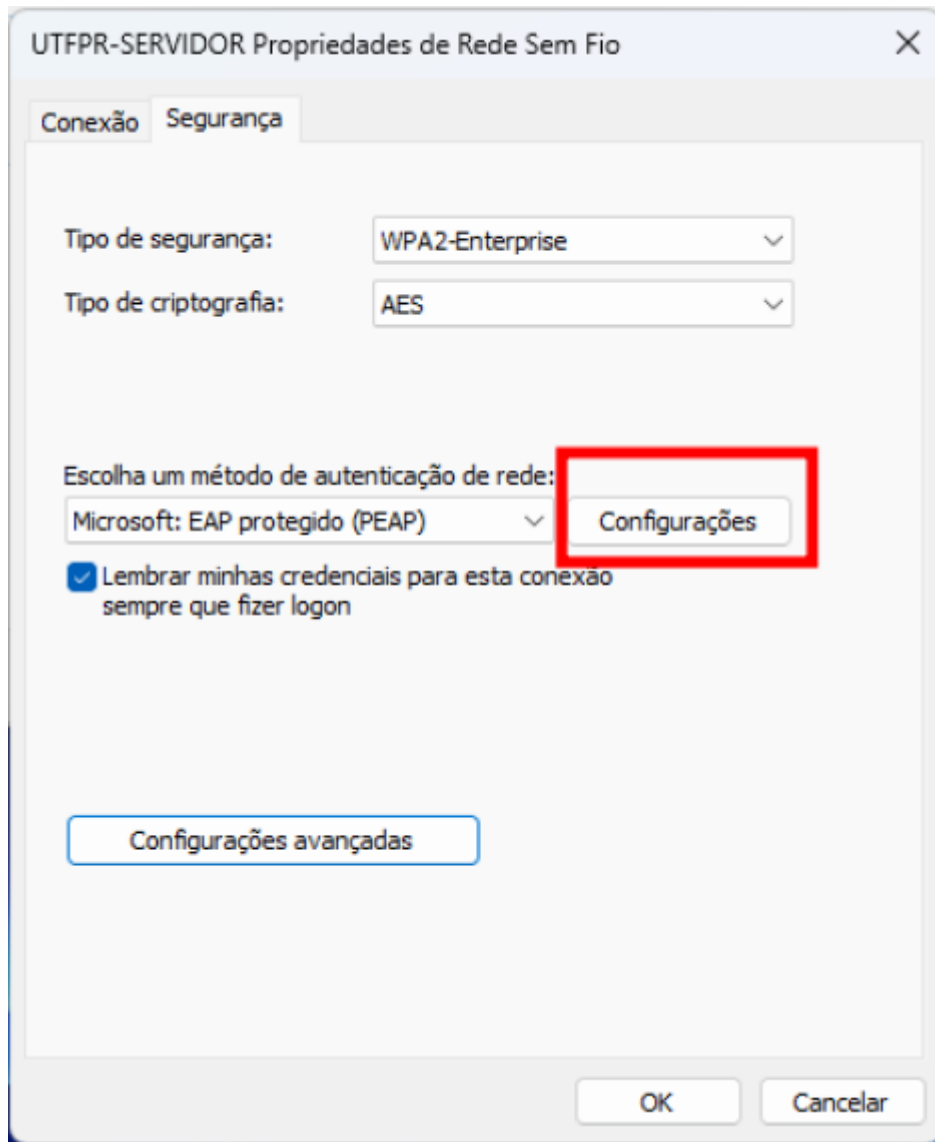 UTFPR-SERVIDOR Propriedades de Rede Sem Fio
Conexão
Segurança
Tipo de segurança:
WPA2-Enterprise
Tipo de criptografia:
AES
Escolha um método de autenticação de rede:
Microsoft: EAP protegido (PEAP)
Configurações
Lembrar minhas credenciais para esta conexão
sempre que fizer logon
Configurações avançadas
OK
Cancelar